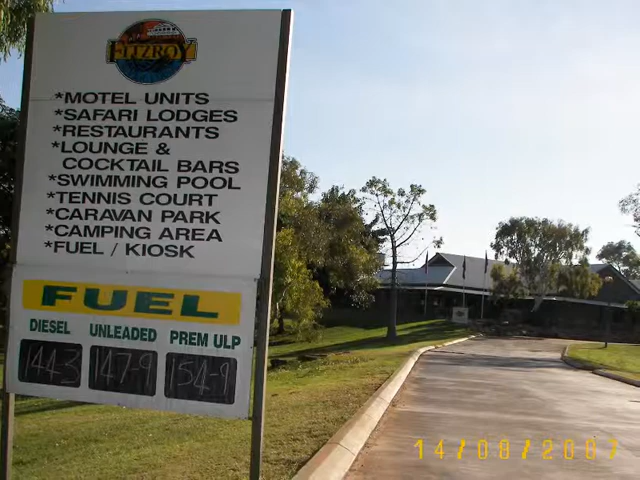 FITZROY
*MOTEL UNITS
*SAFARI LODGES
*RESTAURANTS
*LOUNGE &
COCKTAIL BARS
*SWIMMING POOL
*TENNIS COURT
*CARAVAN PARK
*CAMPING AREA
*FUEL / KIOSK
FUEL
DIESEL UNLEADED PREM ULP
144.3 147-9 154-9
14/08/2007